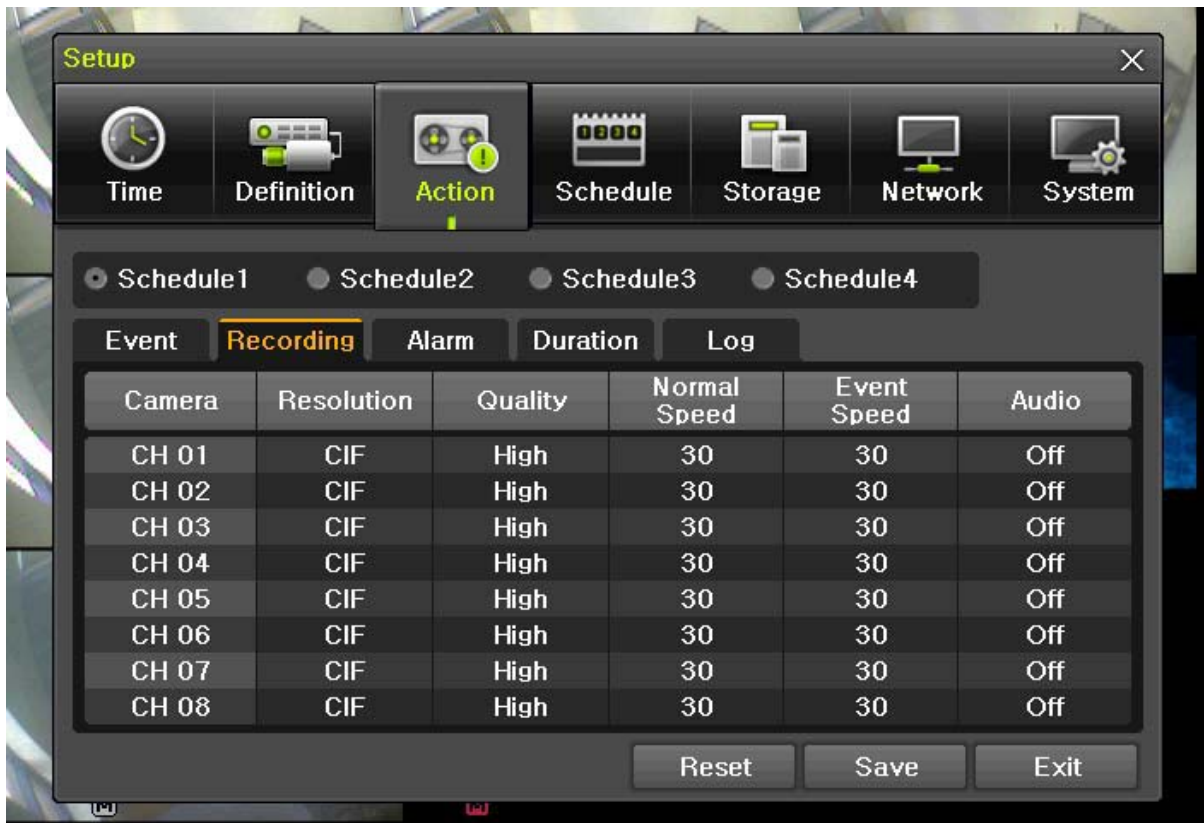 Setup
Time Definition Action Schedule Storage Network System
Schedule1 Schedule2 Schedule3 Schedule4
Event Recording Alarm Duration Log
Camera Resolution Quality Normal Speed Event Speed Audio
CH 01 CIF High 30 30 Off
CH 02 CIF High 30 30 Off
CH 03 CIF High 30 30 Off
CH 04 CIF High 30 30 Off
CH 05 CIF High 30 30 Off
CH 06 CIF High 30 30 Off
CH 07 CIF High 30 30 Off
CH 08 CIF High 30 30 Off
Reset Save Exit